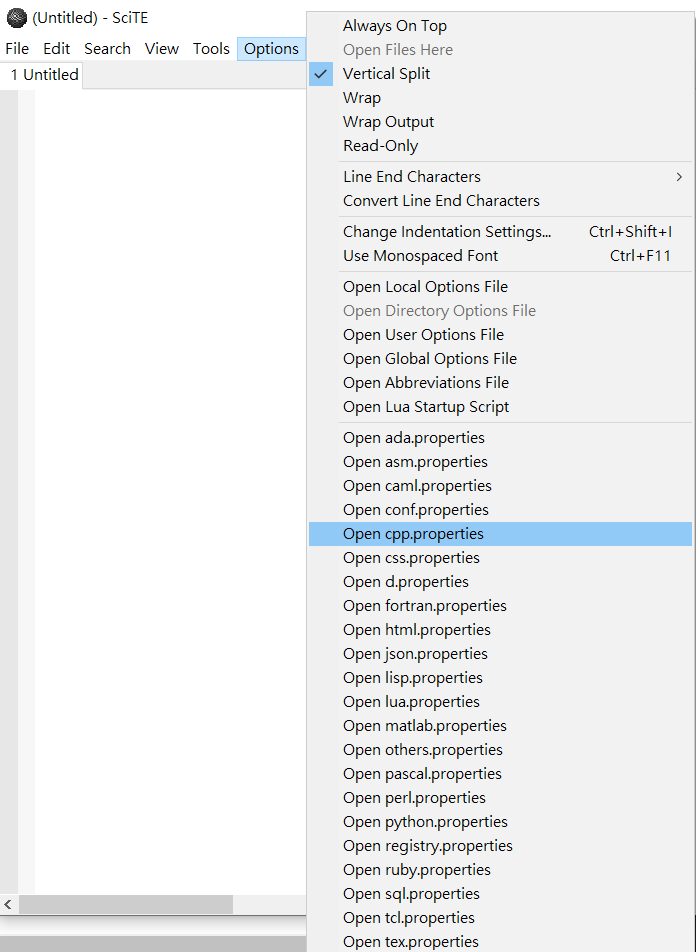 (Untitled) - SciTE
File Edit Search View Tools Options
1 Untitled
Always On Top
Open Files Here
Vertical Split
Wrap
Wrap Output
Read-Only
Line End Characters
Convert Line End Characters
Change Indentation Settings... Ctrl+Shift+I
Use Monospaced Font Ctrl+F11
Open Local Options File
Open Directory Options File
Open User Options File
Open Global Options File
Open Abbreviations File
Open Lua Startup Script
Open ada.properties
Open asm.properties
Open caml.properties
Open conf.properties
Open cpp.properties
Open css.properties
Open d.properties
Open fortran.properties
Open html.properties
Open json.properties
Open lisp.properties
Open lua.properties
Open matlab.properties
Open others.properties
Open pascal.properties
Open perl.properties
Open python.properties
Open registry.properties
Open ruby.properties
Open sql.properties
Open tcl.properties
Open tex.properties